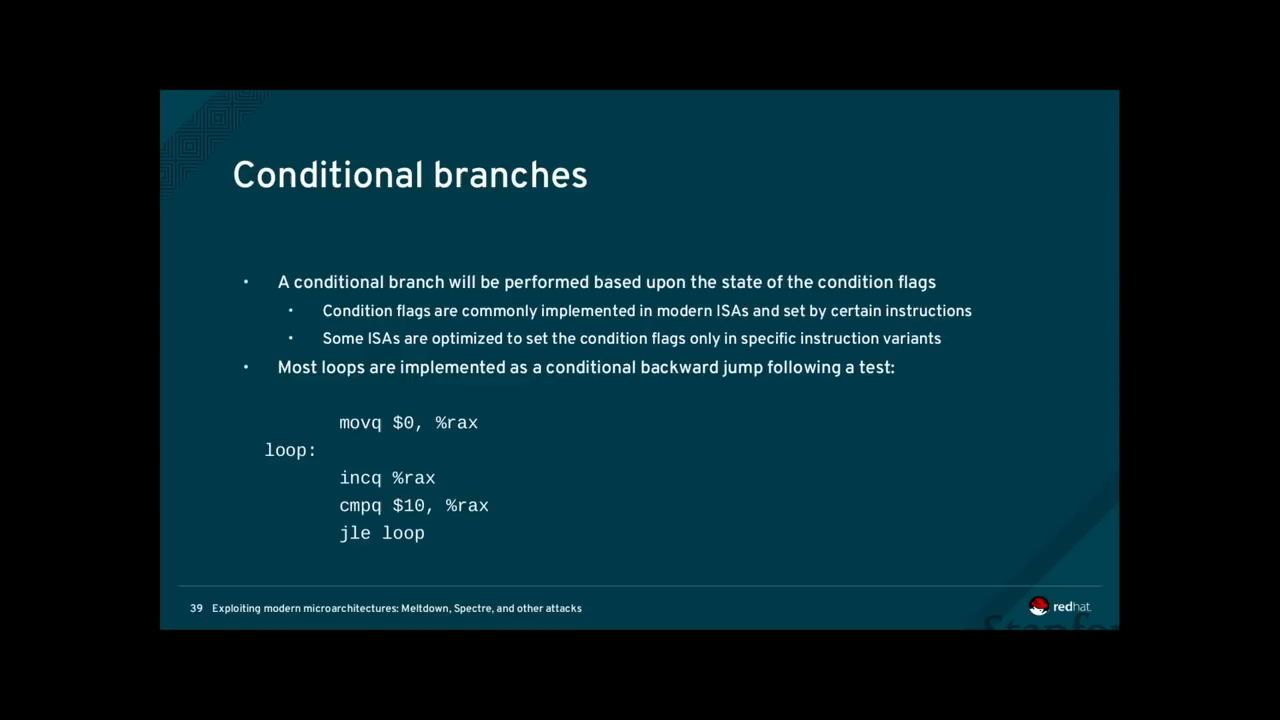 Conditional branches
• A conditional branch will be performed based upon the state of the condition flags
• Condition flags are commonly implemented in modern ISAs and set by certain instructions
• Some ISAs are optimized to set the condition flags only in specific instruction variants
• Most loops are implemented as a conditional backward jump following a test:
movq $0, %rax
loop:
incq %rax
cmpq $10, %rax
jle loop
39 Exploiting modern microarchitectures: Meltdown, Spectre, and other attacks
redhat.